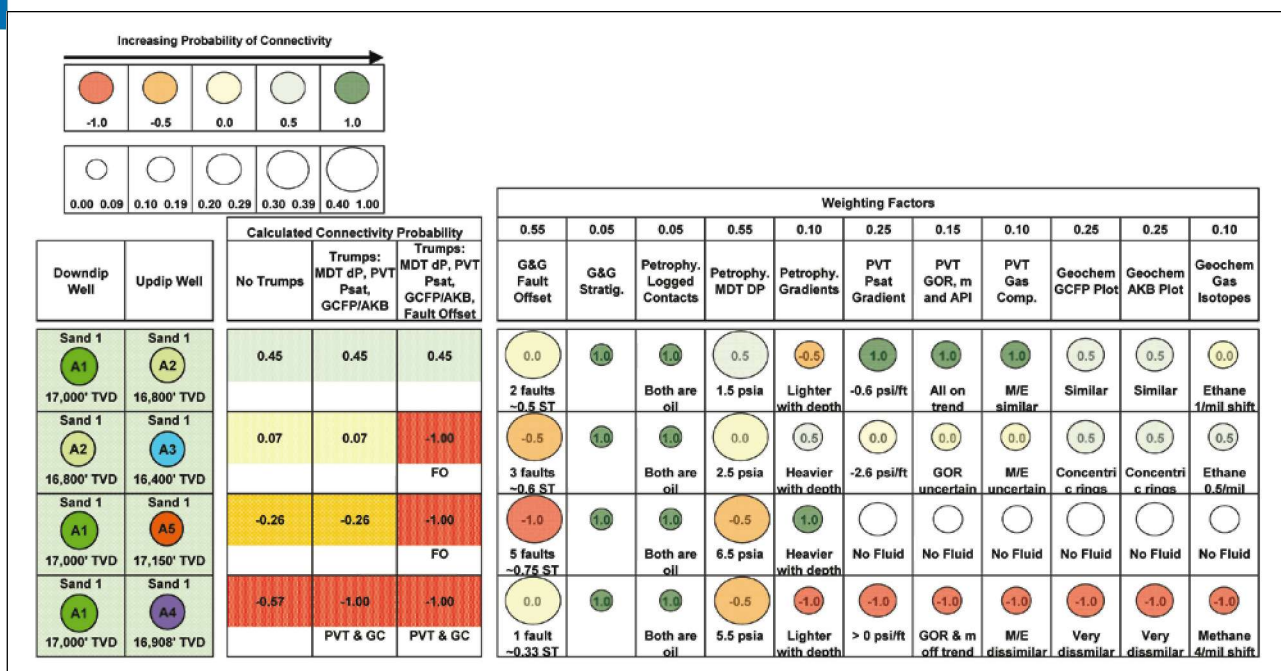 Increasing Probability of Connectivity
-1.0 -0.5 0.0 0.5 1.0
0.00 0.09 0.10 0.19 0.20 0.29 0.30 0.39 0.40 1.00
Weighting Factors
Calculated Connectivity Probability
0.55 0.05 0.05 0.55 0.10 0.25 0.15 0.10 0.25 0.25 0.10
Downdip Well
Updip Well
No Trumps
Trumps: MDT dP, PVT Psat, GCFP/AKB
Trumps: MDT dP, PVT Psat, GCFP/AKB, Fault Offset
G&G Fault Offset
G&G Stratig.
Petrophy. Logged Contacts
Petrophy. MDT DP
Petrophy. Gradients
PVT Psat Gradient
PVT GOR, m and API
PVT Gas Comp.
Geochem GCFP Plot
Geochem AKB Plot
Geochem Gas Isotopes
Sand 1 Sand 1
A1 A2 0.45 0.45 0.45 0.0 1.0 1.0 0.5 -0.5 1.0 1.0 1.0 0.5 0.5 0.0
17,000' TVD 16,800' TVD 2 faults Both are 1.5 psia Lighter -0.6 psi/ft All on M/E Similar Similar Ethane
~0.5 ST oil with depth trend similar 1/mil shift
Sand 1 Sand 1
A2 A3 0.07 0.07 -1.00 -0.5 1.0 1.0 0.0 0.5 0.0 0.0 0.0 0.5 0.5 0.5
16,800' TVD 16,400' TVD FO 3 faults Both are 2.5 psia Heavier -2.6 psi/ft GOR M/E Concentri Concentri Ethane
~0.6 ST oil with depth uncertain uncertain c rings c rings 0.5/mil
Sand 1 Sand 1
A1 A5 -0.26 -0.26 -1.00 -1.0 1.0 1.0 -0.5 1.0
17,000' TVD 17,150' TVD FO 5 faults Both are 6.5 psia Heavier No Fluid No Fluid No Fluid No Fluid No Fluid No Fluid
~0.75 ST oil with depth
Sand 1 Sand 1
A1 A4 -0.57 -1.00 -1.00 0.0 1.0 1.0 -0.5 -1.0 -1.0 -1.0 -1.0 -1.0 -1.0 -1.0
17,000' TVD 16,908' TVD PVT & GC PVT & GC 1 fault Both are 5.5 psia Lighter > 0 psi/ft GOR & m M/E Very Very Methane
~0.33 ST oil with depth off trend dissimilar dissmilar dissmilar 4/mil shift